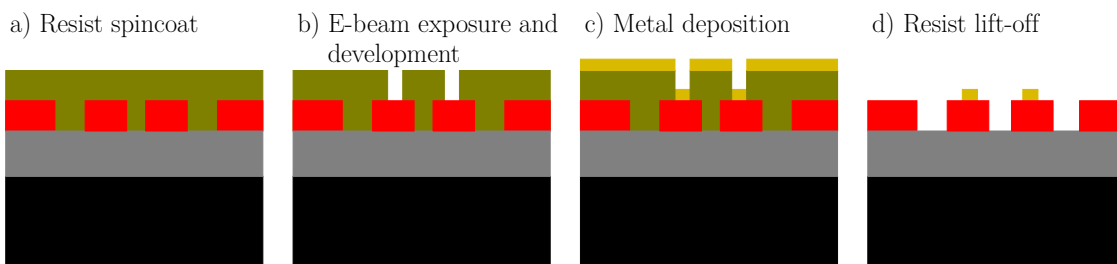 a) Resist spincoat
b) E-beam exposure and
development
c) Metal deposition
d) Resist lift-off